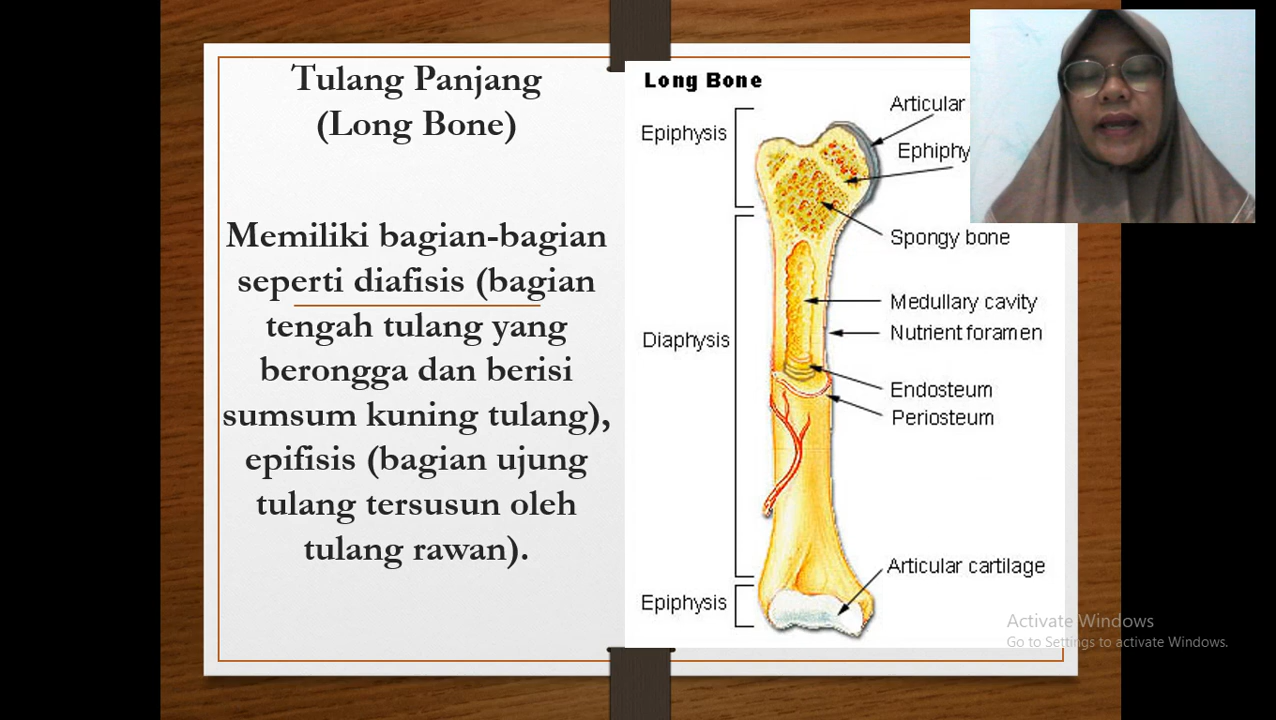 Tulang Panjang
(Long Bone)
Memiliki bagian-bagian
seperti diafisis (bagian
tengah tulang yang
berongga dan berisi
sumsum kuning tulang),
epifisis (bagian ujung
tulang tersusun oleh
tulang rawan).
Long Bone
Epiphysis
Articular
Ephiphy
Spongy bone
Medullary cavity
Nutrient foramen
Diaphysis
Endosteum
Periosteum
Articular cartilage
Epiphysis
Activate Windows
Go to Settings to activate Windows.